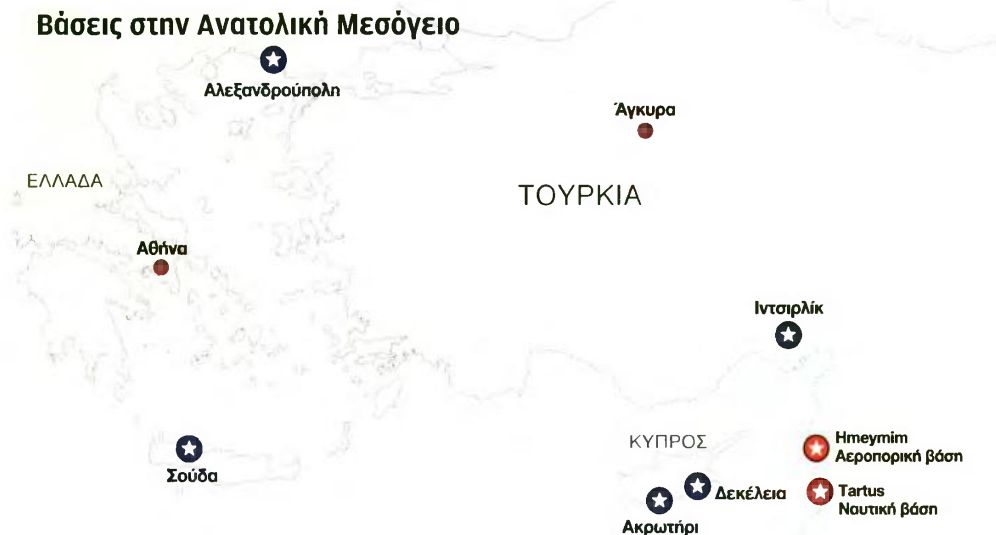 Βάσεις στην Ανατολική Μεσόγειο
Αλεξανδρούπολη
Άγκυρα
ΕΛΛΑΔΑ
ΤΟΥΡΚΙΑ
Αθήνα
Ιντσιρλίκ
ΚΥΠΡΟΣ
Hmeymim
Αεροπορική βάση
Σούδα
Δεκέλεια
Tartus
Ναυτική βάση
Ακρωτήρι